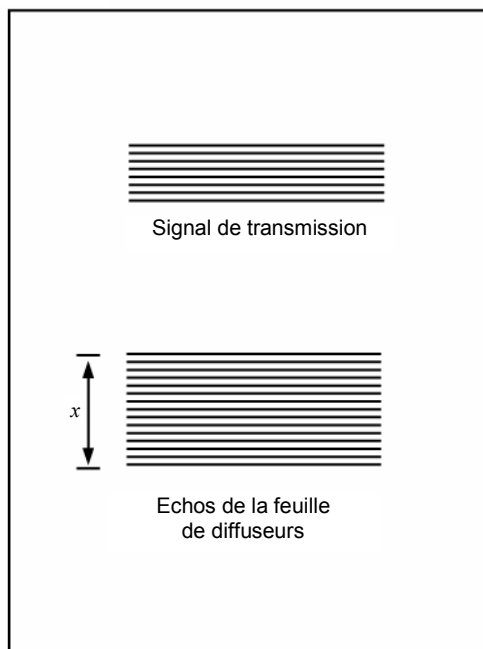 Signal de transmission
x
Echos de la feuille
de diffuseurs